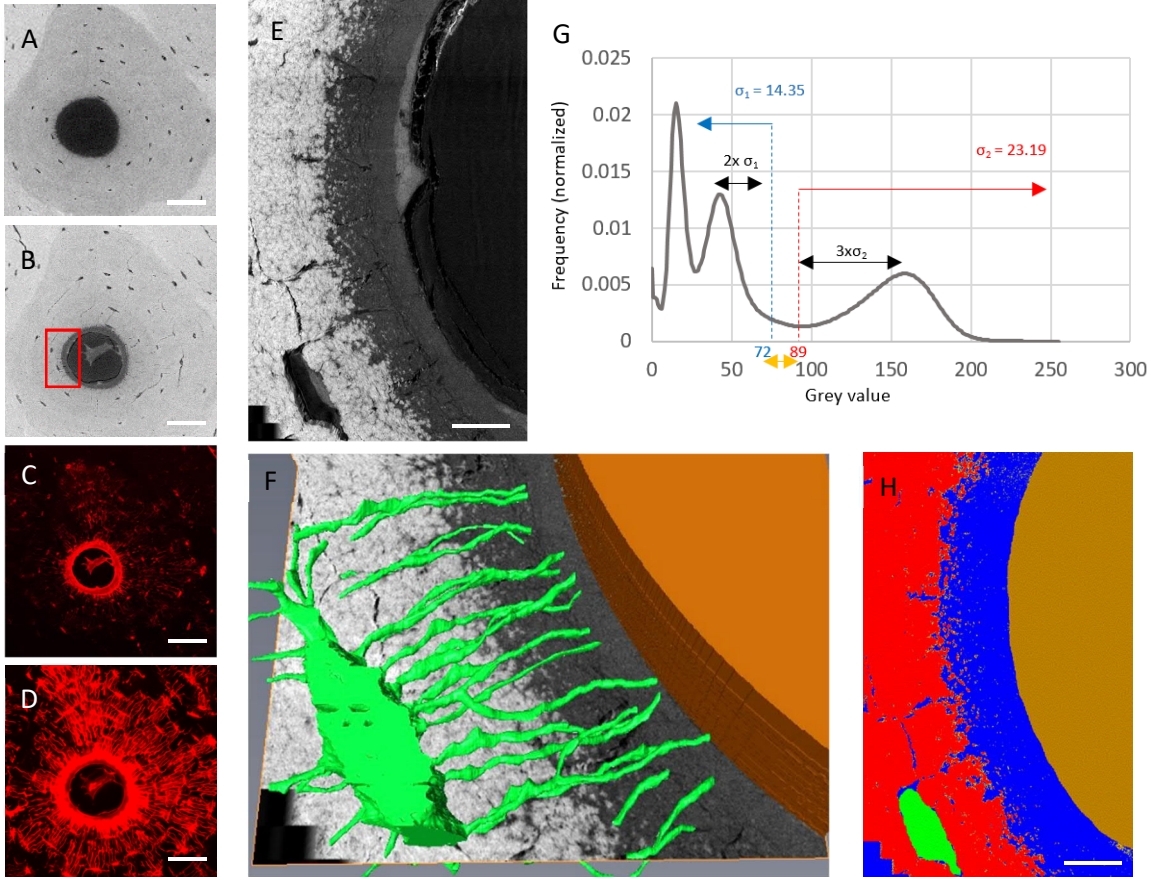 A
B
C
D
E
F
G
Frequency (normalized)
0.025
0.02
0.015
0.01
0.005
0
σ1 = 14.35
σ2 = 23.19
2x σ1
3xσ2
72
89
0
50
100
150
200
250
300
Grey value
H